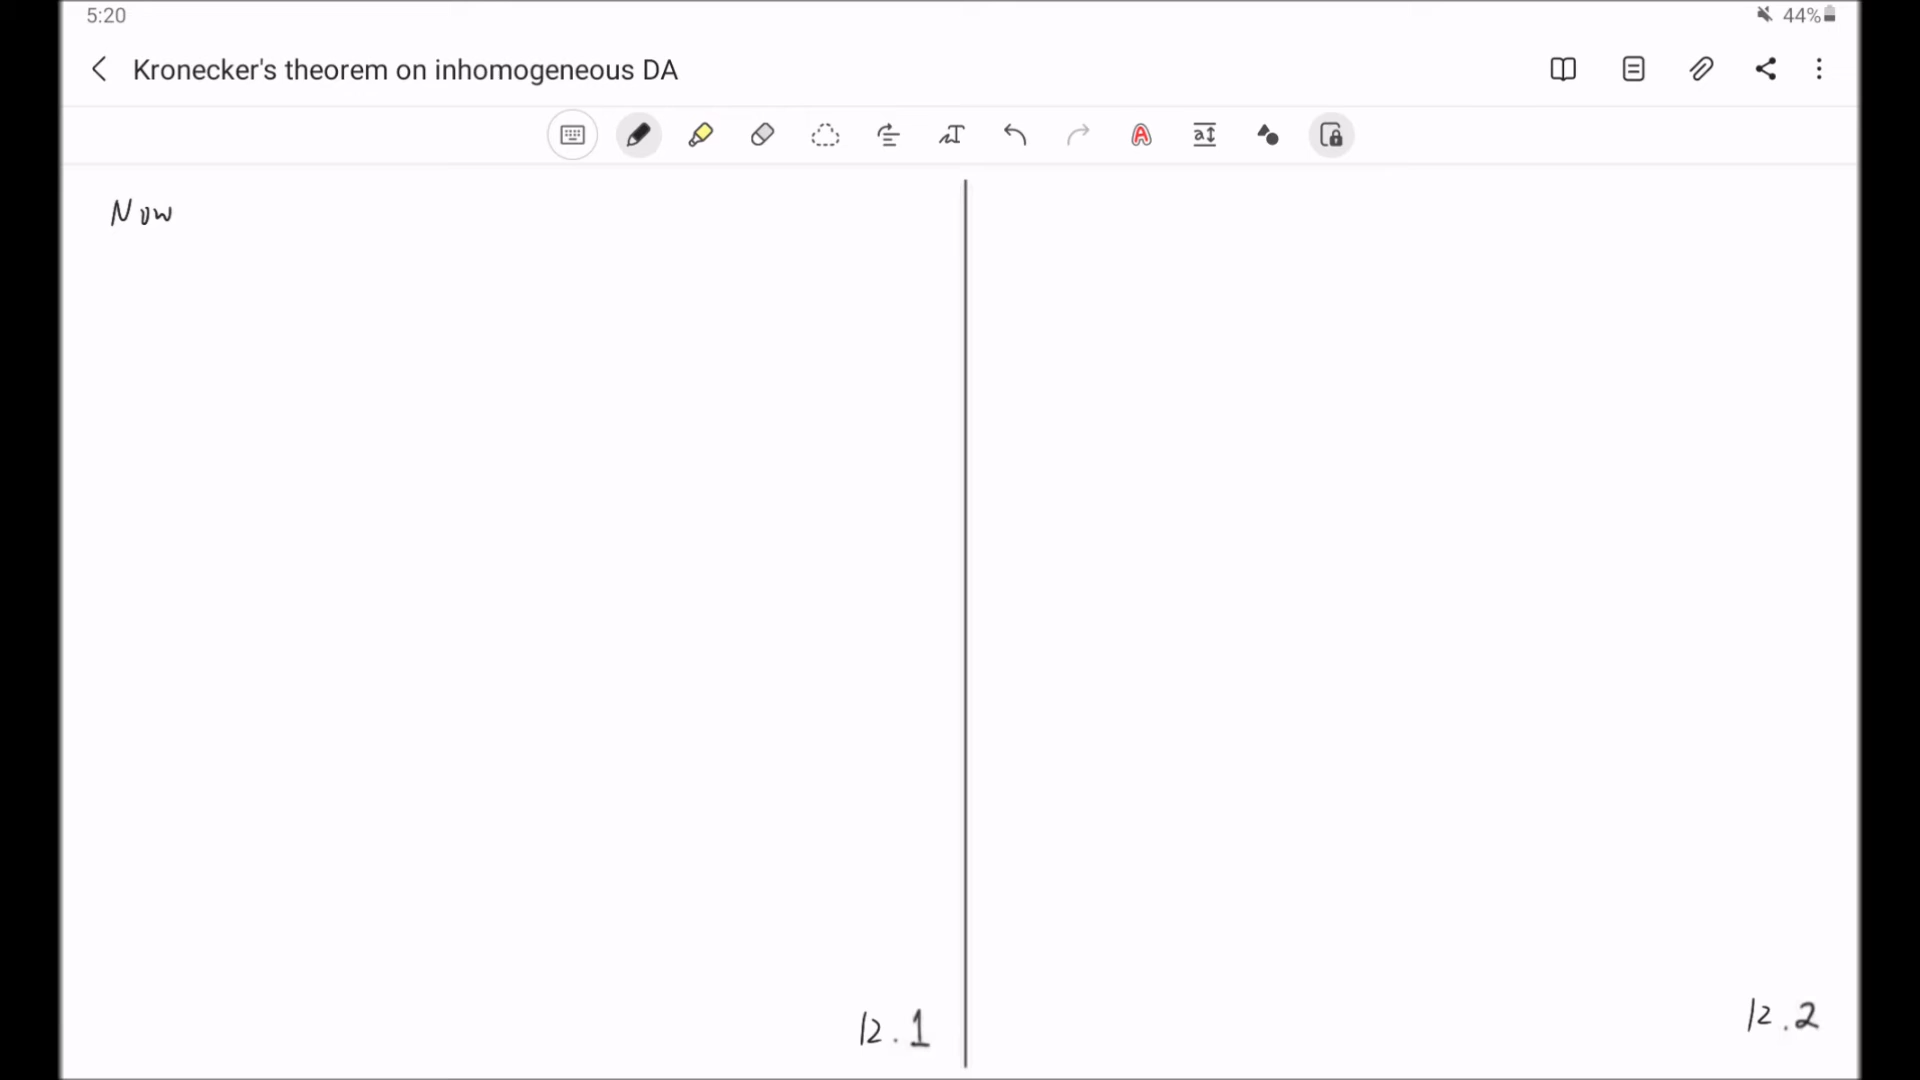 5:20
44%
Kronecker's theorem on inhomogeneous DA
Now
12.1
12.2